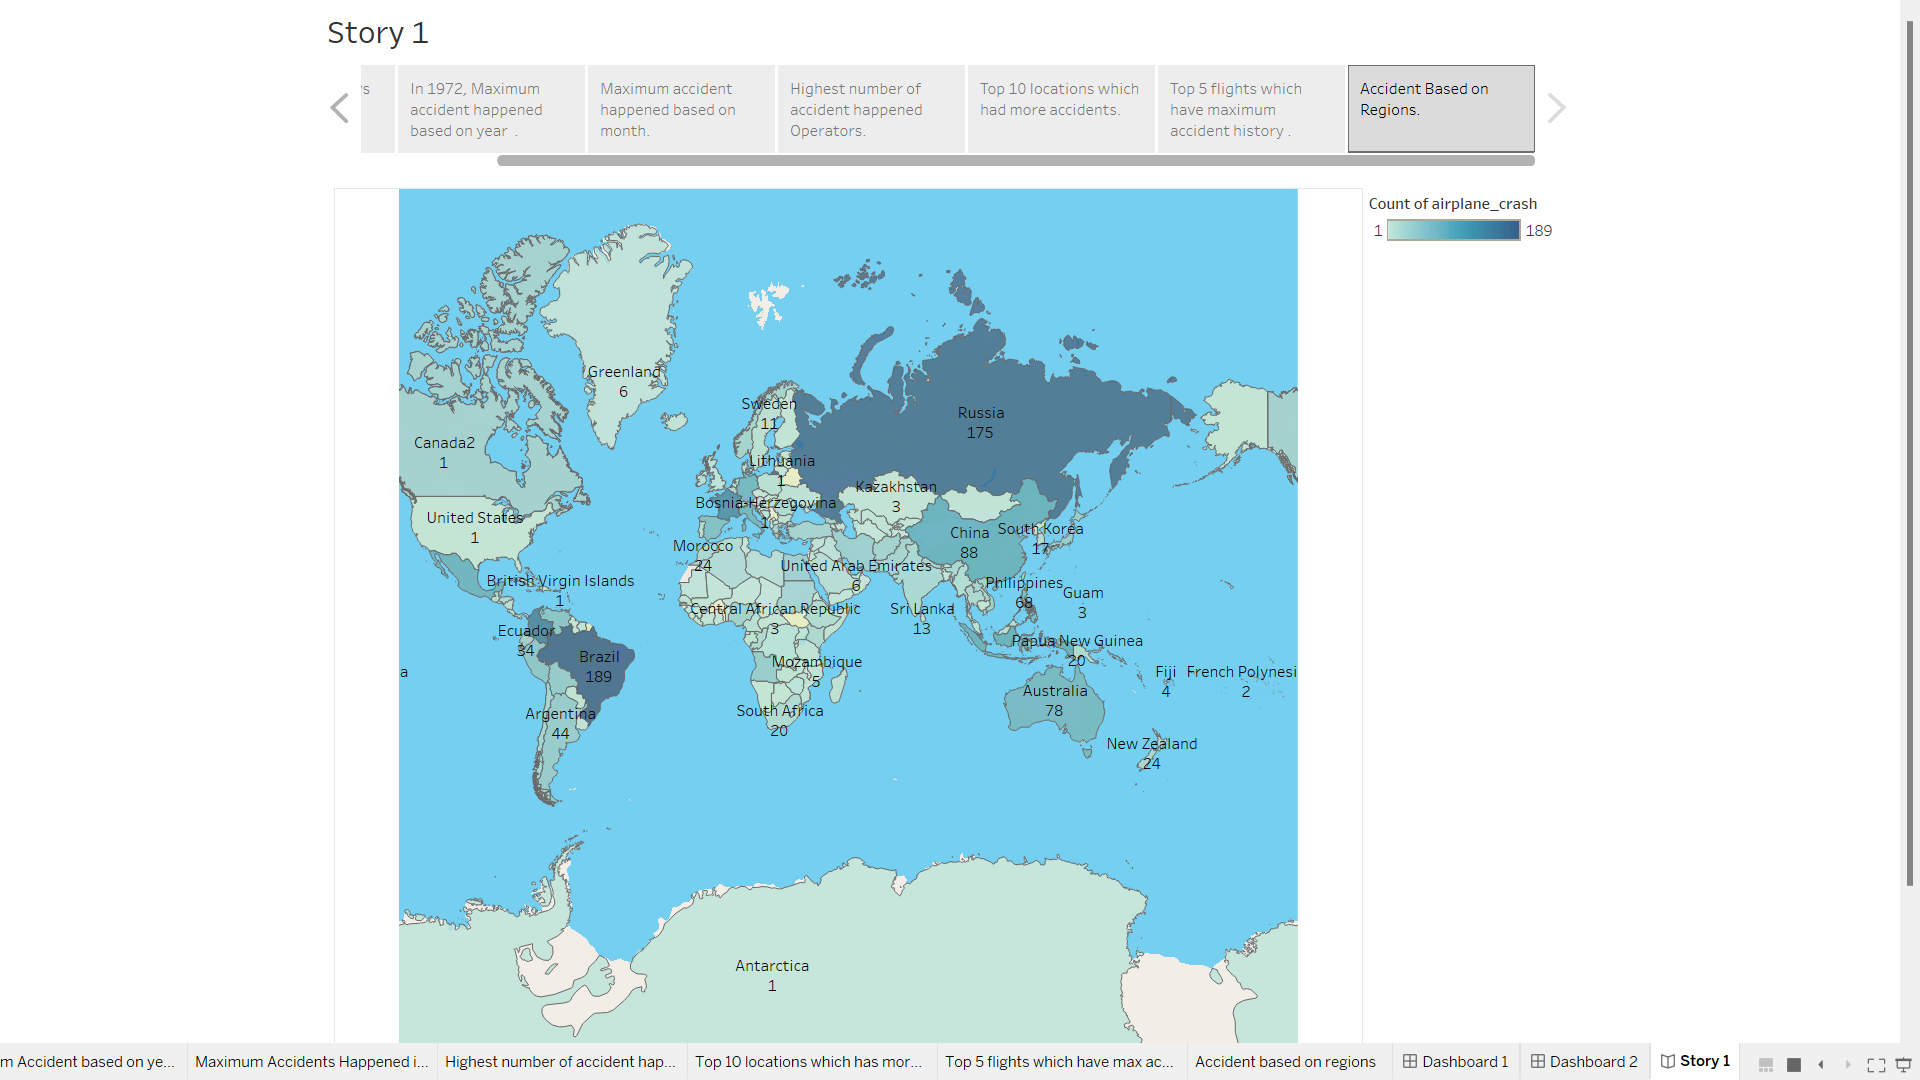 Story 1
s
In 1972, Maximum
accident happened
based on year .
Maximum accident
happened based on
month.
Highest number of
accident happened
Operators.
Top 10 locations which
had more accidents.
Top 5 flights which
have maximum
accident history .
Accident Based on
Regions.
Count of airplane_crash
1
189
Greenland
6
Sweden
11
Russia
175
Canada2
1
Lithuania
1
Kazakhstan
3
Bosnia-Herzegovina
1
United States
1
China
88
South Korea
17
Morocco
24
United Arab Emirates
6
British Virgin Islands
1
Philippines
68
Guam
3
Central African Republic
3
Sri Lanka
13
Ecuador
34
Papua New Guinea
20
Brazil
189
Mozambique
5
a
Fiji
4
French Polynesi
2
Australia
78
Argentina
44
South Africa
20
New Zealand
24
Antarctica
1
m Accident based on ye...
Maximum Accidents Happened i...
Highest number of accident hap...
Top 10 locations which has mor...
Top 5 flights which have max ac...
Accident based on regions
Dashboard 1
Dashboard 2
Story 1